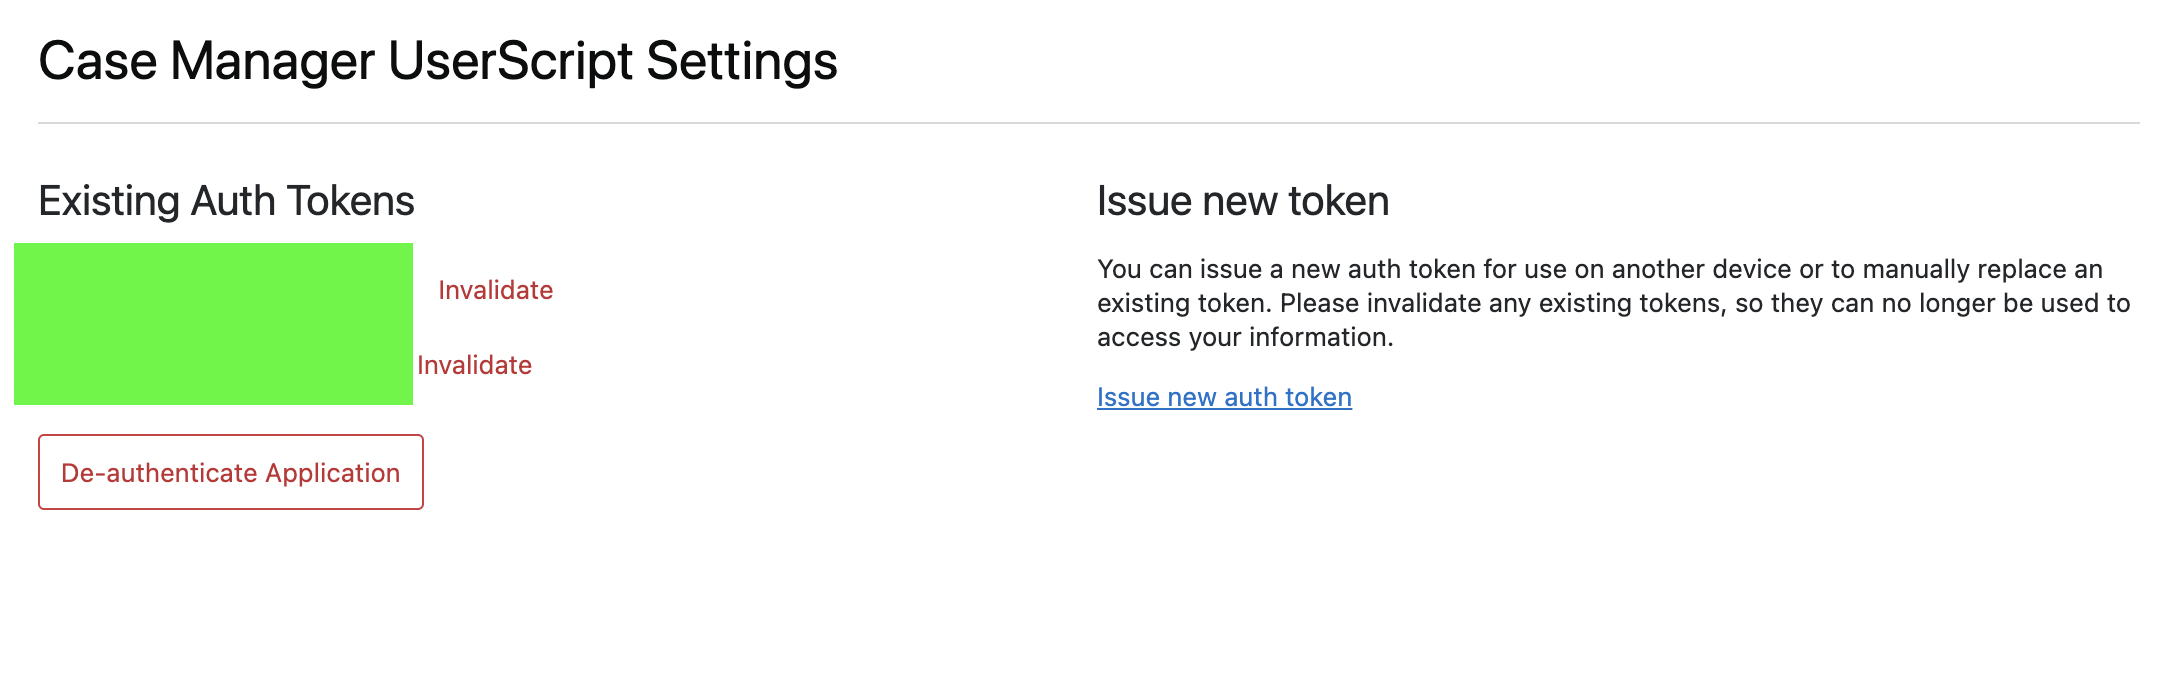 Case Manager UserScript Settings
Existing Auth Tokens
Invalidate
Invalidate
De-authenticate Application
Issue new token
You can issue a new auth token for use on another device or to manually replace an
existing token. Please invalidate any existing tokens, so they can no longer be used to
access your information.
Issue new auth token